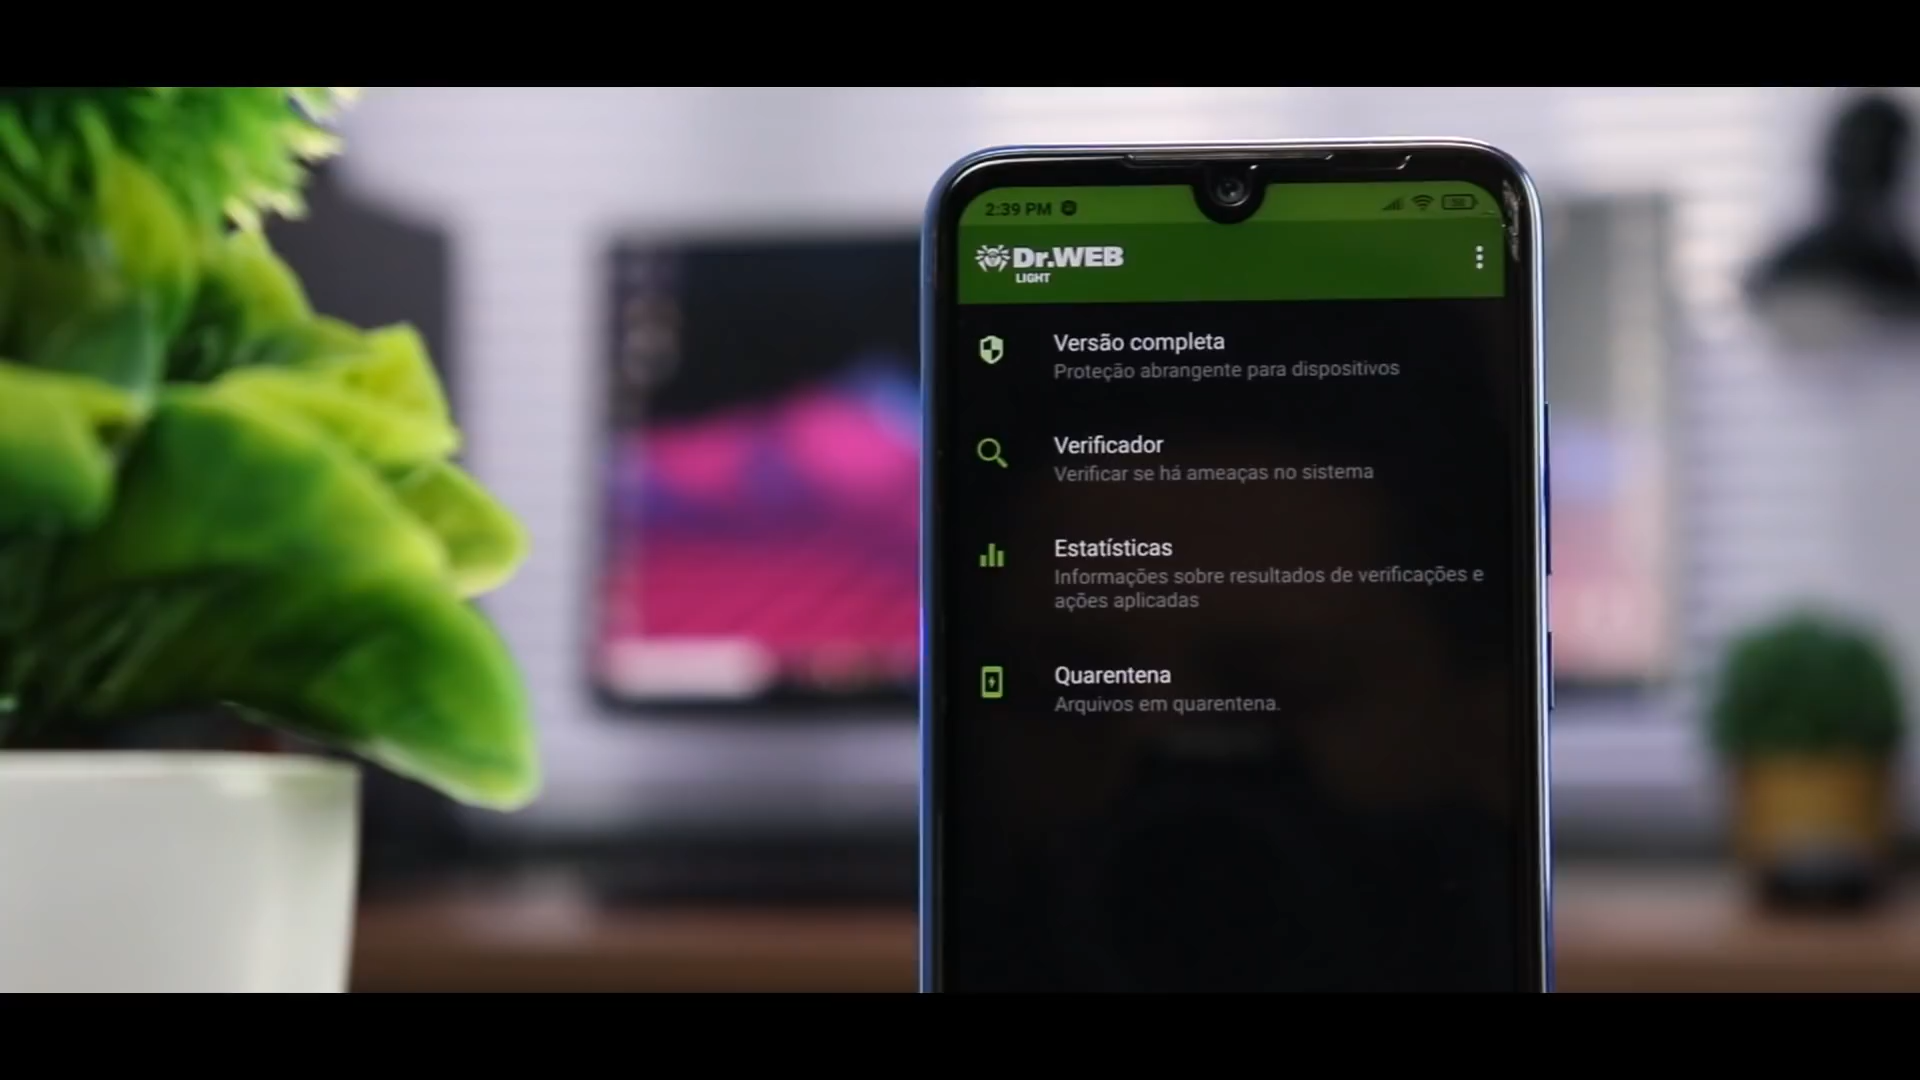 2:39 PM
Dr.WEB
LIGHT
Versão completa
Proteção abrangente para dispositivos
Verificador
Verificar se há ameaças no sistema
Estatísticas
Informações sobre resultados de verificações e
ações aplicadas
Quarentena
Arquivos em quarentena.